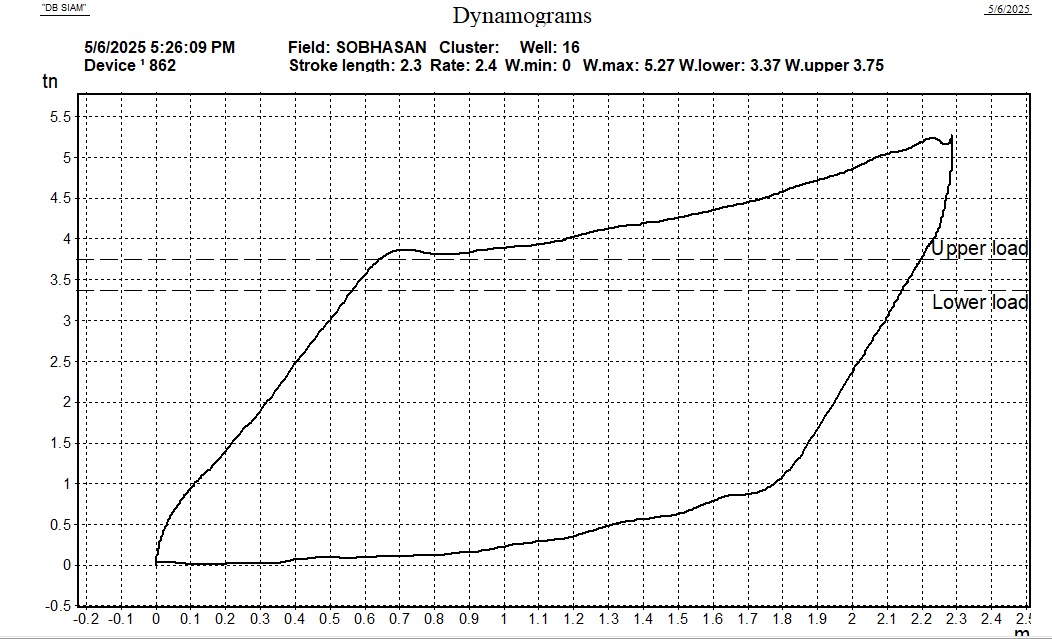 "DB SIAM"
5/6/2025
Dynamograms
5/6/2025 5:26:09 PM Field: SOBHASAN Cluster: Well: 16
Device ¹ 862 Stroke length: 2.3 Rate: 2.4 W.min: 0 W.max: 5.27 W.lower: 3.37 W.upper 3.75
tn
5.5
5
4.5
4
Upper load
3.5
Lower load
3
2.5
2
1.5
1
0.5
0
-0.5
-0.2 -0.1 0 0.1 0.2 0.3 0.4 0.5 0.6 0.7 0.8 0.9 1 1.1 1.2 1.3 1.4 1.5 1.6 1.7 1.8 1.9 2 2.1 2.2 2.3 2.4
m